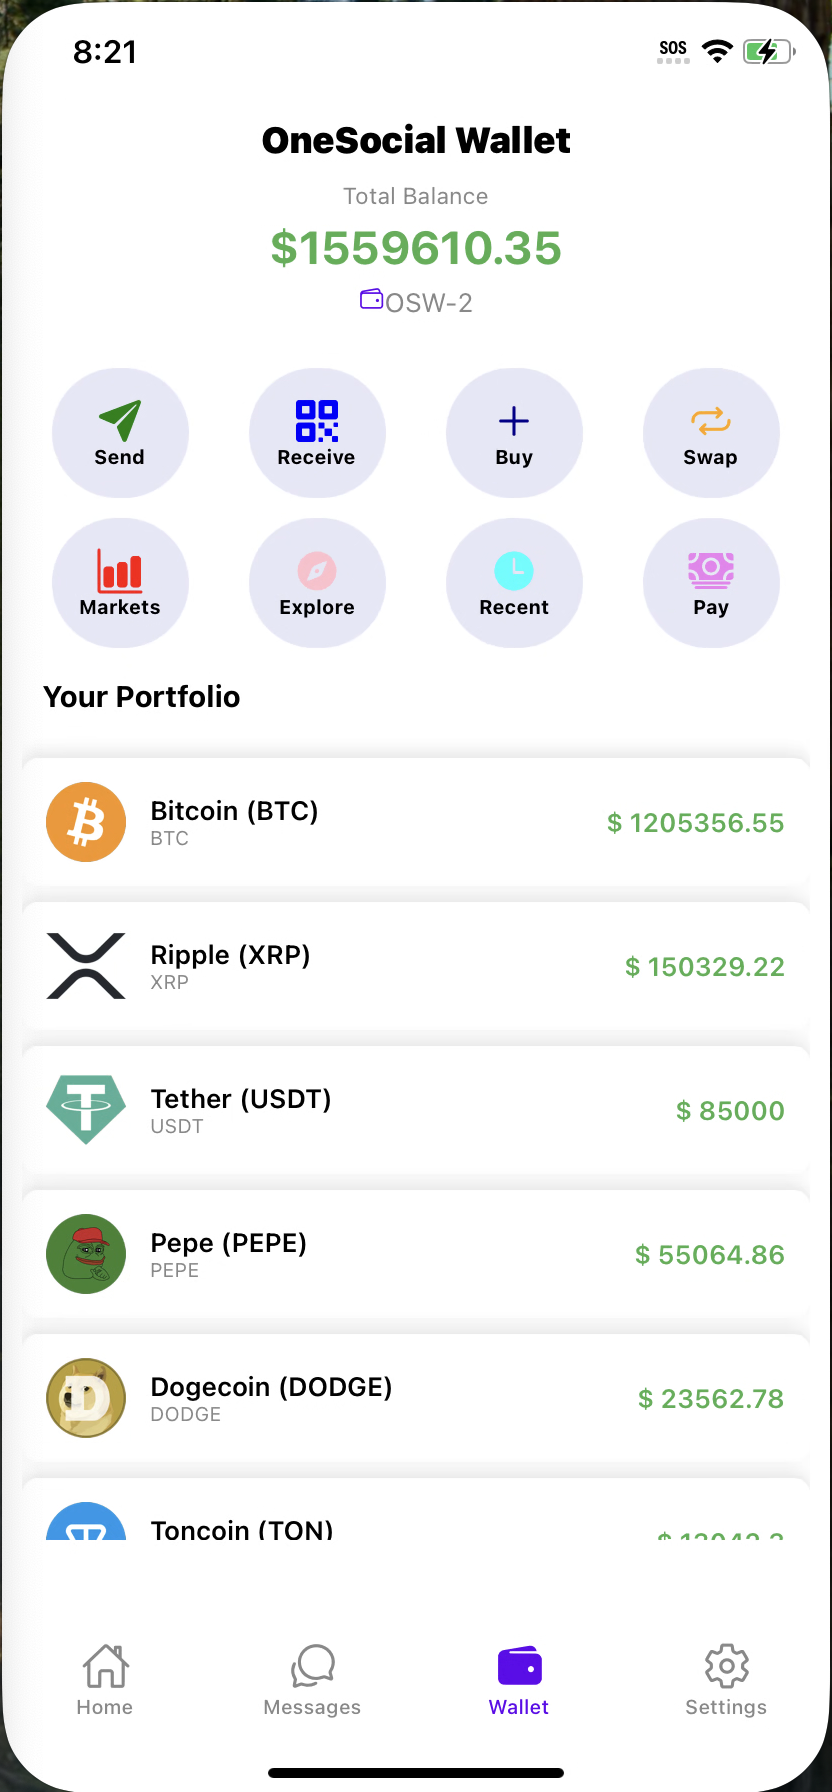 8:21
SOS
OneSocial Wallet
Total Balance
$1559610.35
OSW-2
Send
Receive
Buy
Swap
Markets
Explore
Recent
Pay
Your Portfolio
Bitcoin (BTC)
BTC
$ 1205356.55
Ripple (XRP)
XRP
$ 150329.22
Tether (USDT)
USDT
$ 85000
Pepe (PEPE)
PEPE
$ 55064.86
Dogecoin (DODGE)
DODGE
$ 23562.78
Toncoin (TON)
Home
Messages
Wallet
Settings